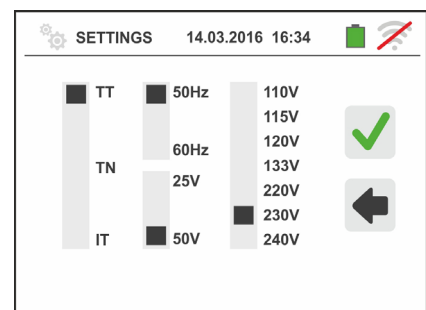 SETTINGS 14.03.2016 16:34
TT 50Hz 110V
115V
60Hz 120V
TN 133V
25V 220V
230V
IT 50V 240V